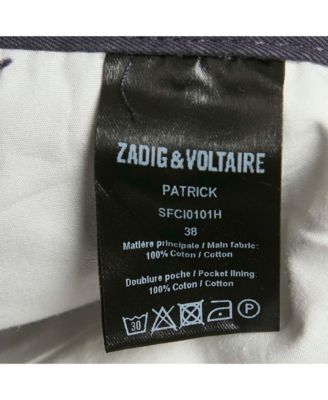 ZADIG & VOLTAIRE
PATRICK
SFCI0101H
38
Matière principale / Main fabric:
100% Coton / Cotton
Doublure poche / Pocket lining:
100% Coton / Cotton
30 P